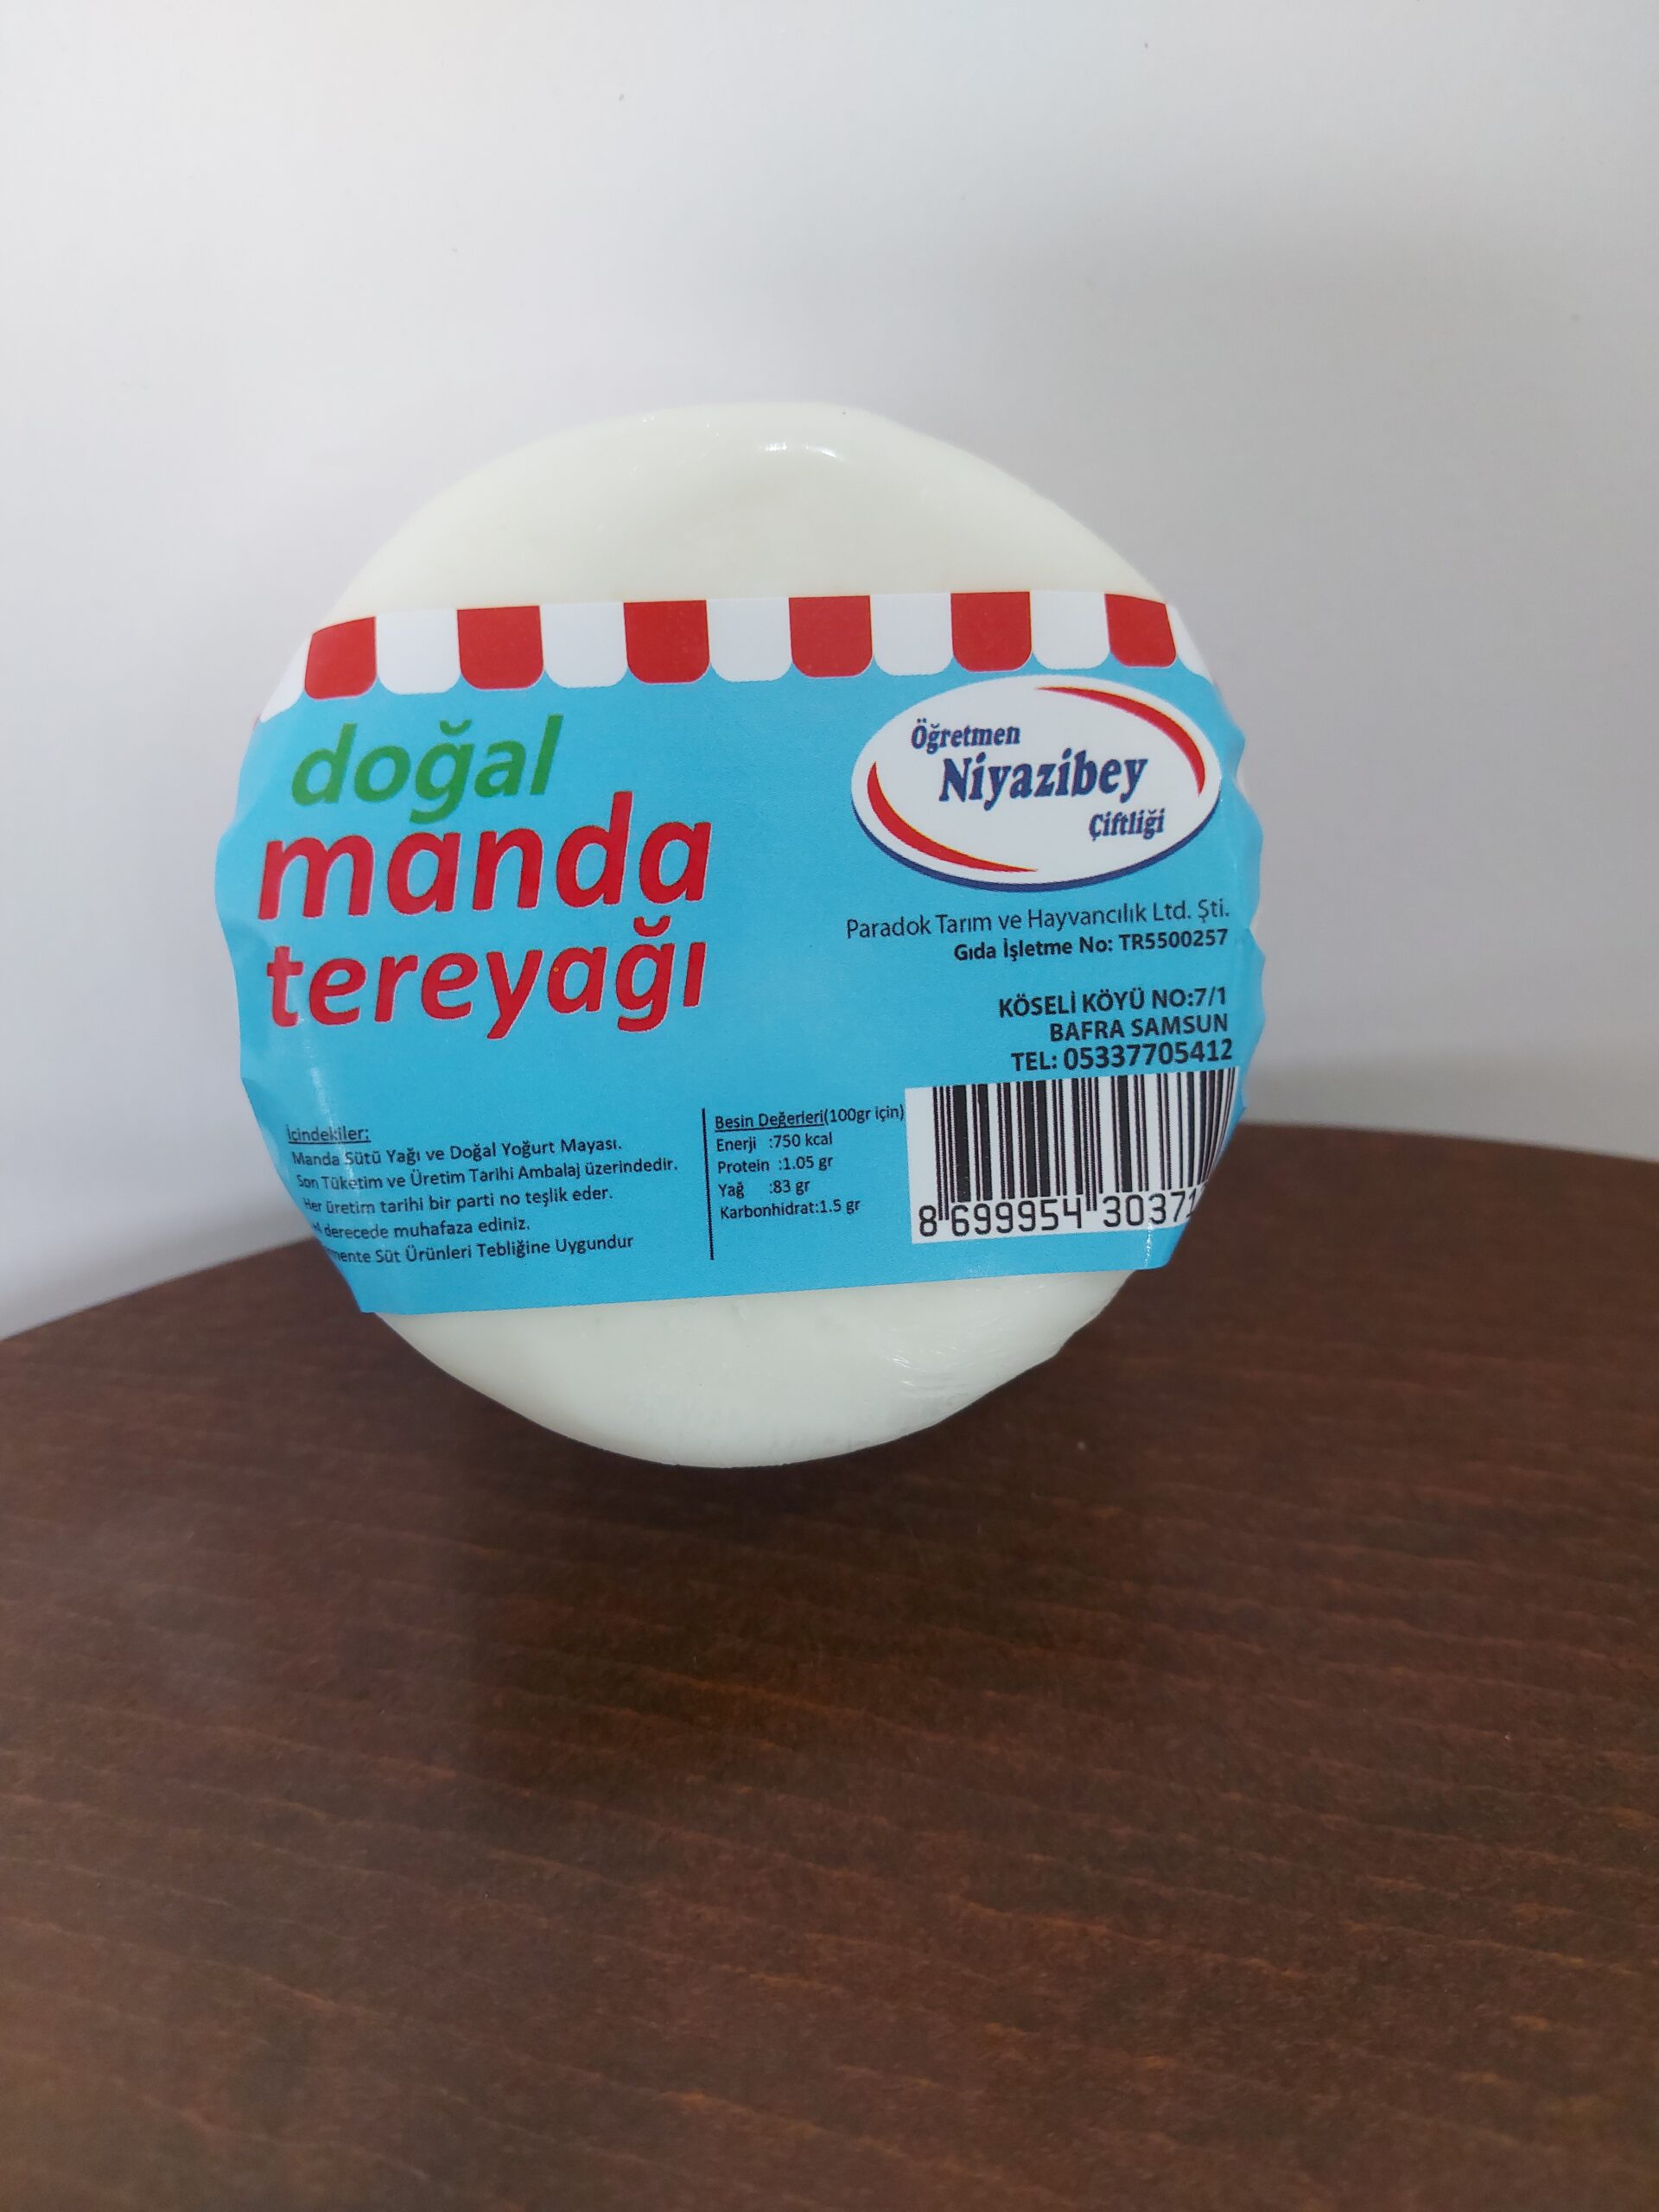 doğal
manda
tereyağı
Öğretmen
Niyazibey
Çiftliği
Paradok Tarım ve Hayvancılık Ltd. Şti.
Gıda İşletme No: TR5500257
KÖSELİ KÖYÜ NO:7/1
BAFRA SAMSUN
TEL: 05337705412
İçindekiler:
Manda Sütü Yağı ve Doğal Yoğurt Mayası.
Son Tüketim ve Üretim Tarihi Ambalaj üzerindedir.
Her üretim tarihi bir parti no teşlik eder.
derecede muhafaza ediniz.
Süt Ürünleri Tebliğine Uygundur
Besin Değerleri(100gr için)
Enerji :750 kcal
Protein :1.05 gr
Yağ :83 gr
Karbonhidrat:1.5 gr
8 699954 30371